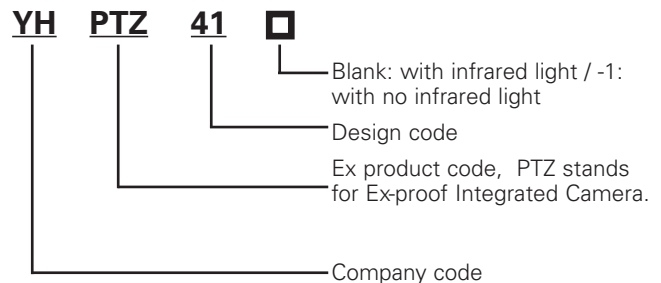 YH PTZ 41
Blank: with infrared light / -1:
with no infrared light
Design code
Ex product code, PTZ stands
for Ex-proof Integrated Camera.
Company code